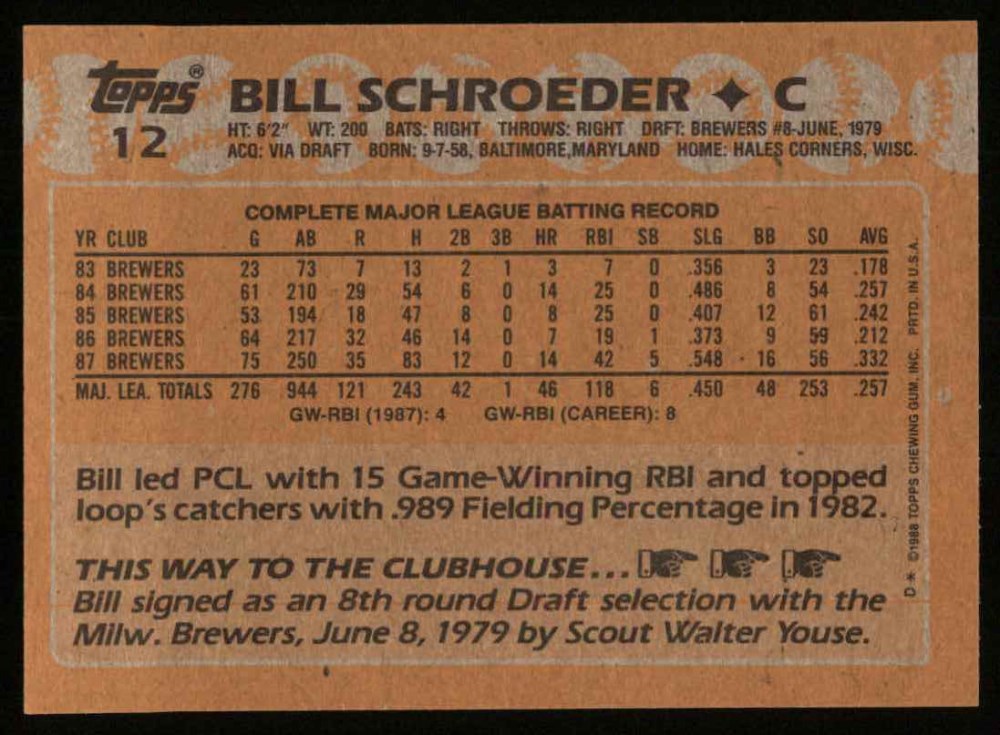 topps® BILL SCHROEDER ✦ C
12
HT: 6'2" WT: 200 BATS: RIGHT THROWS: RIGHT DRFT: BREWERS #8-JUNE, 1979
ACQ: VIA DRAFT BORN: 9-7-58, BALTIMORE, MARYLAND HOME: HALES CORNERS, WISC.
COMPLETE MAJOR LEAGUE BATTING RECORD
YR CLUB G AB R H 2B 3B HR RBI SB SLG BB SO AVG
83 BREWERS 23 73 7 13 2 1 3 7 0 .356 3 23 .178
84 BREWERS 61 210 29 54 6 0 14 25 0 .486 8 54 .257
85 BREWERS 53 194 18 47 8 0 8 25 0 .407 12 61 .242
86 BREWERS 64 217 32 46 14 0 7 19 1 .373 9 59 .212
87 BREWERS 75 250 35 83 12 0 14 42 5 .548 16 56 .332
MAJ. LEA. TOTALS 276 944 121 243 42 1 46 118 6 .450 48 253 .257
GW-RBI (1987): 4 GW-RBI (CAREER): 8
Bill led PCL with 15 Game-Winning RBI and topped
loop's catchers with .989 Fielding Percentage in 1982.
THIS WAY TO THE CLUBHOUSE...
Bill signed as an 8th round Draft selection with the
Milw. Brewers, June 8, 1979 by Scout Walter Youse.
D* ©1988 TOPPS CHEWING GUM, INC. PRTD. IN U.S.A.